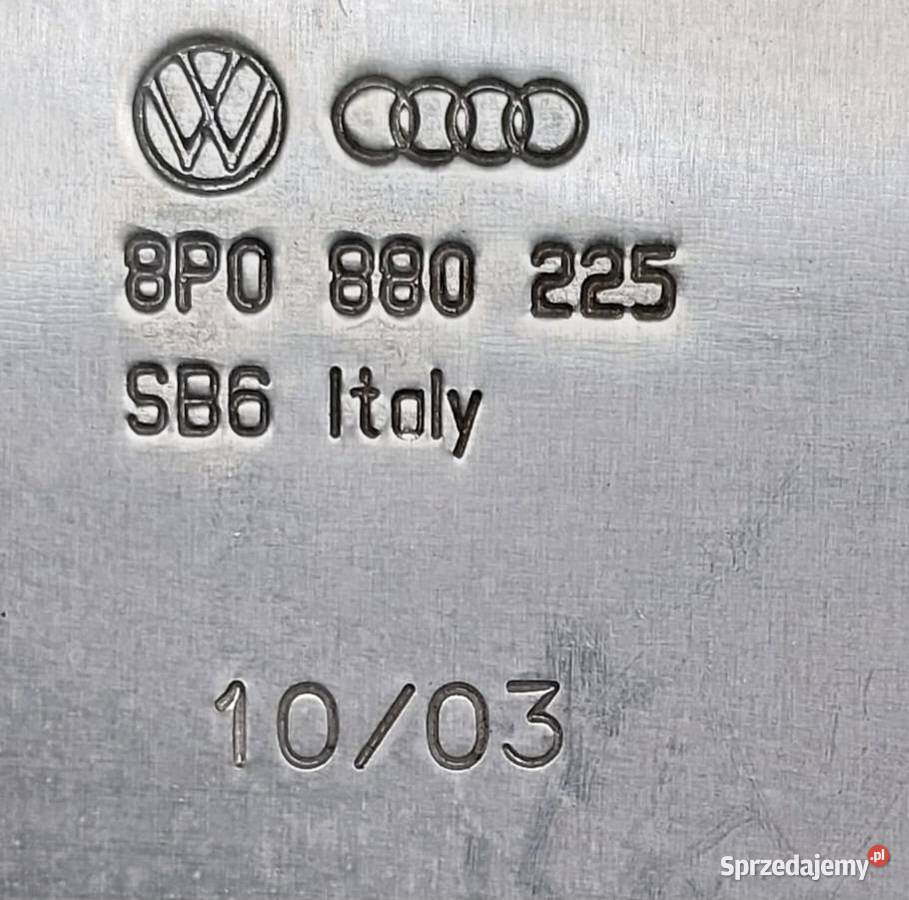 8P0 880 225
SB6 Italy
10/03
Sprzedajemy.pl